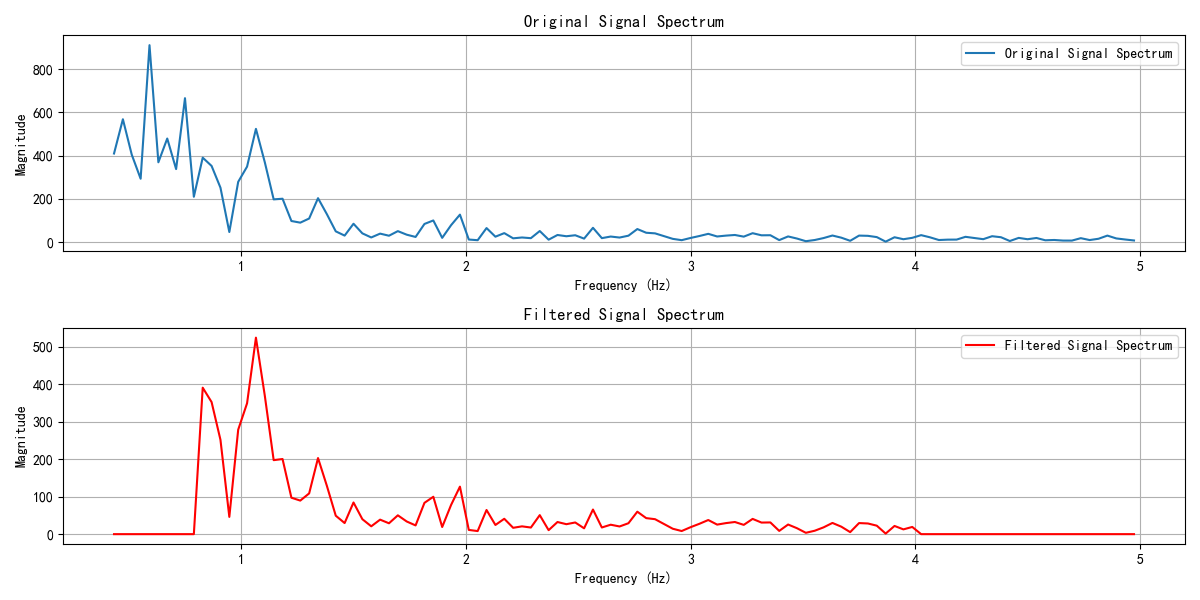 Original Signal Spectrum
Original Signal Spectrum
Magnitude
800
600
400
200
0
1
2
3
4
5
Frequency (Hz)
Filtered Signal Spectrum
Filtered Signal Spectrum
Magnitude
500
400
300
200
100
0
1
2
3
4
5
Frequency (Hz)